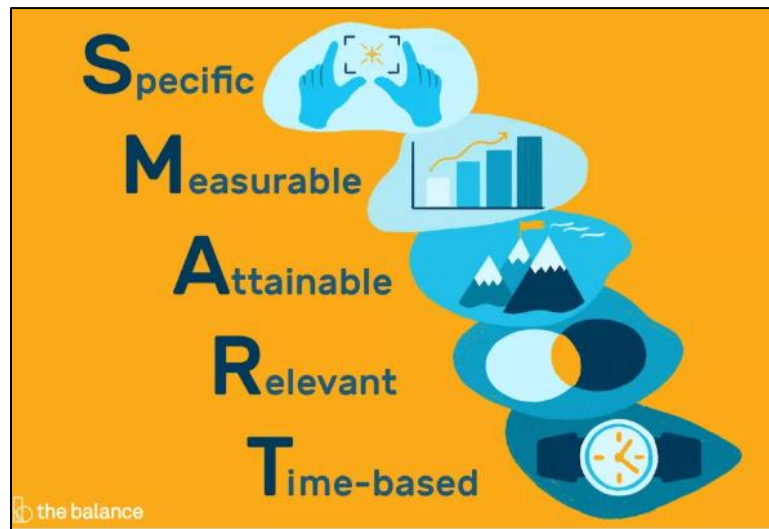 Specific
Measurable
Attainable
Relevant
Time-based
the balance